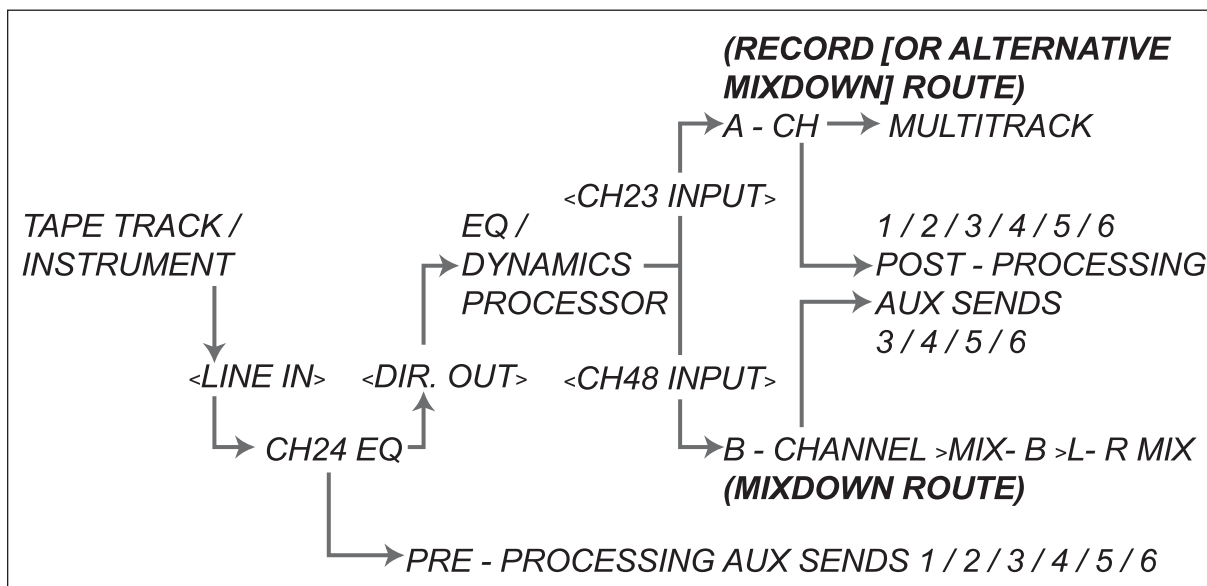 (RECORD [OR ALTERNATIVE
MIXDOWN] ROUTE)
A - CH
MULTITRACK
<CH23 INPUT>
TAPE TRACK /
INSTRUMENT
EQ /
DYNAMICS
PROCESSOR
1 / 2 / 3 / 4 / 5 / 6
POST - PROCESSING
AUX SENDS
3 / 4 / 5 / 6
<LINE IN>
<DIR. OUT>
<CH48 INPUT>
CH24 EQ
B - CHANNEL >MIX- B >L- R MIX
(MIXDOWN ROUTE)
PRE - PROCESSING AUX SENDS 1 / 2 / 3 / 4 / 5 / 6